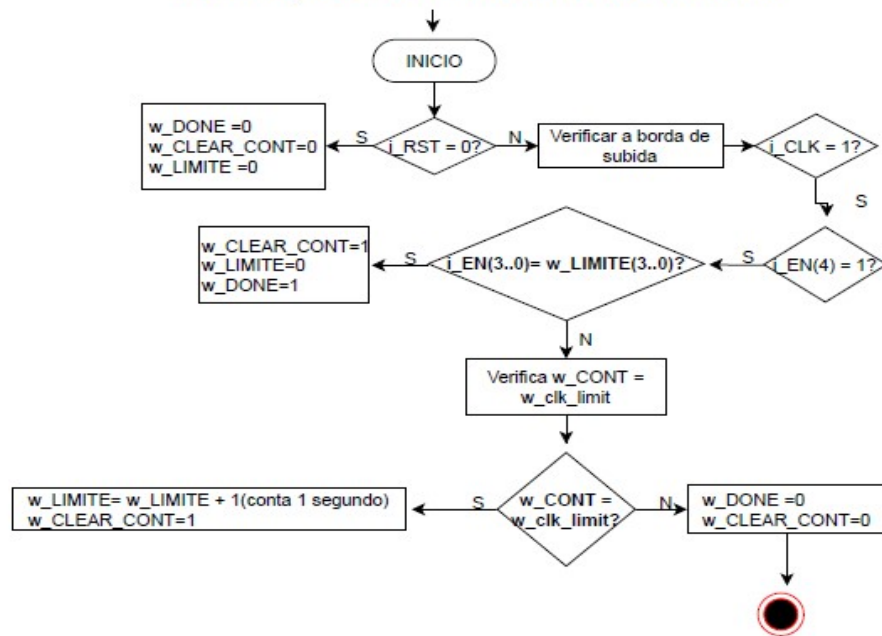 INICIO
w_DONE =0
w_CLEAR_CONT=0
w_LIMITE =0
S
i_RST = 0?
N
Verificar a borda de
subida
i_CLK = 1?
S
w_CLEAR_CONT=1
w_LIMITE=0
w_DONE=1
S
i_EN(3..0)= w_LIMITE(3..0)?
S
i_EN(4) = 1?
N
Verifica w_CONT =
w_clk_limit
w_LIMITE= w_LIMITE + 1(conta 1 segundo)
w_CLEAR_CONT=1
S
w_CONT =
w_clk_limit?
N
w_DONE =0
w_CLEAR_CONT=0